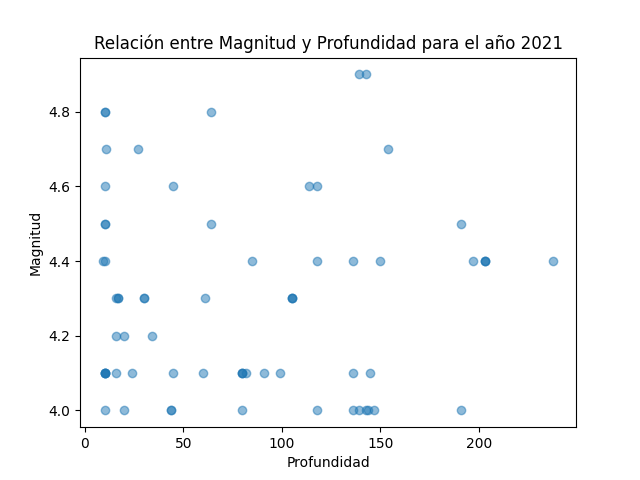 Relación entre Magnitud y Profundidad para el año 2021
Magnitud
4.8
4.6
4.4
4.2
4.0
0 50 100 150 200
Profundidad